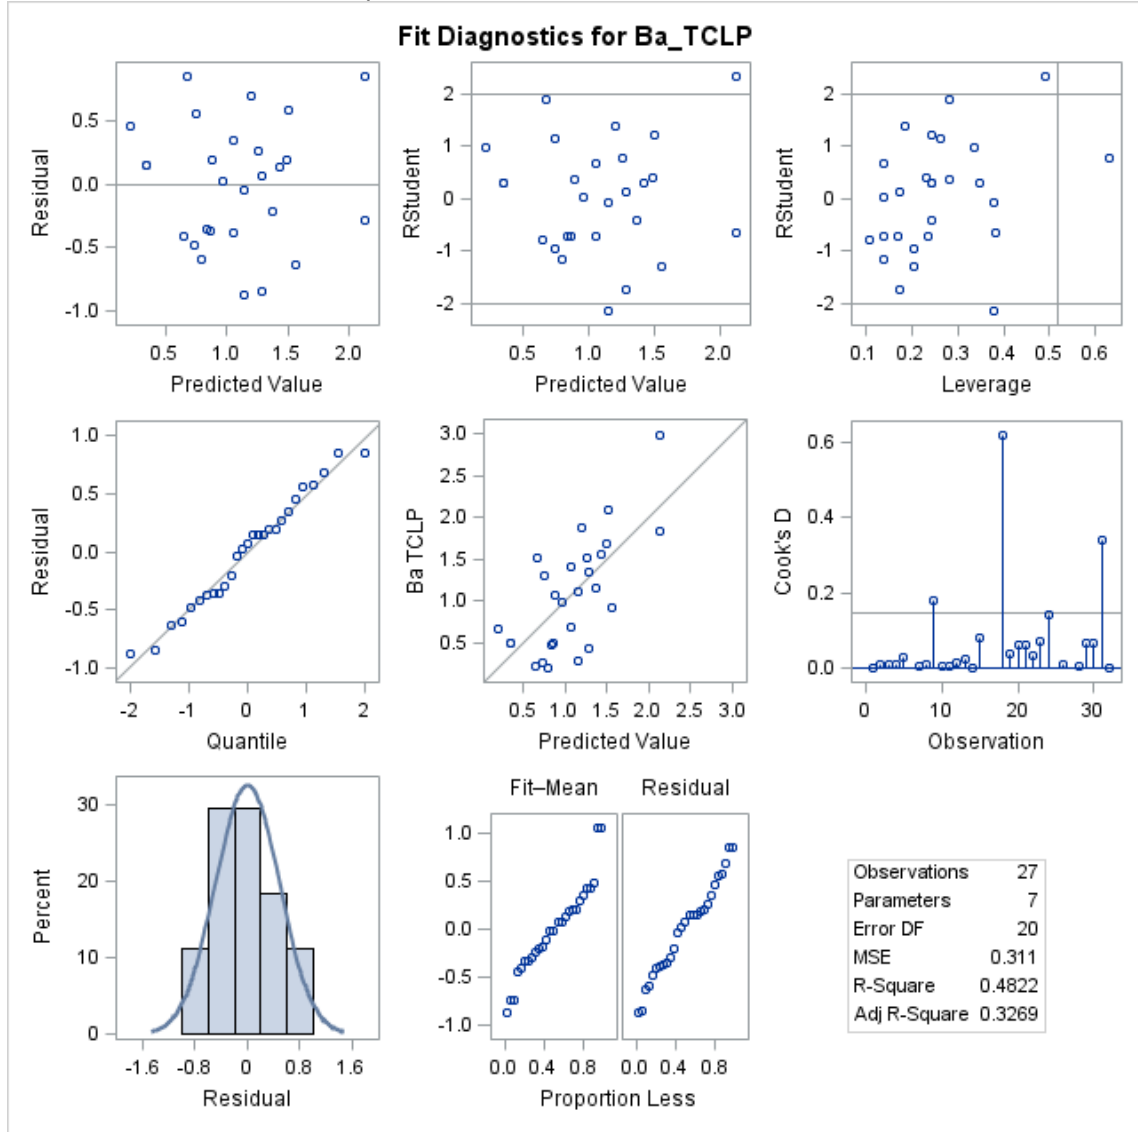 Fit Diagnostics for Ba_TCLP
Residual
0.5
0.0
-0.5
-1.0
0.5 1.0 1.5 2.0
Predicted Value
RStudent
2
1
0
-1
-2
0.5 1.0 1.5 2.0
Predicted Value
RStudent
2
1
0
-1
-2
0.1 0.2 0.3 0.4 0.5 0.6
Leverage
Residual
1.0
0.5
0.0
-0.5
-1.0
-2 -1 0 1 2
Quantile
Ba TCLP
3.0
2.5
2.0
1.5
1.0
0.5
0.5 1.0 1.5 2.0 2.5 3.0
Predicted Value
Cook's D
0.6
0.4
0.2
0.0
0 10 20 30
Observation
Percent
30
20
10
0
-1.6 -0.8 0 0.8 1.6
Residual
Fit–Mean Residual
1.0
0.5
0.0
-0.5
-1.0
0.0 0.4 0.8 0.0 0.4 0.8
Proportion Less
Observations 27
Parameters 7
Error DF 20
MSE 0.311
R-Square 0.4822
Adj R-Square 0.3269